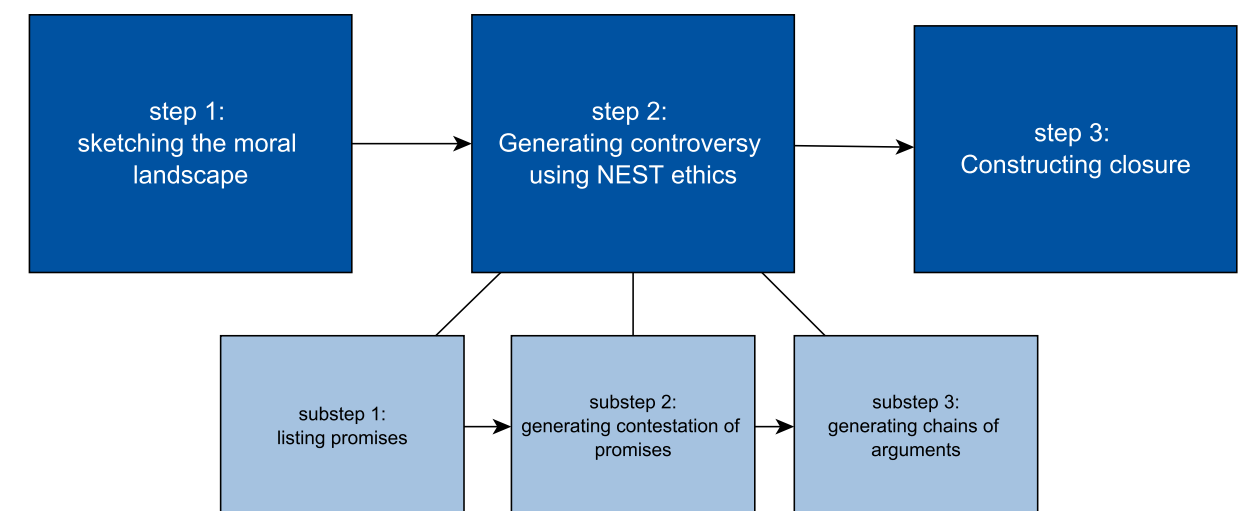 step 1:
sketching the moral
landscape
step 2:
Generating controversy
using NEST ethics
step 3:
Constructing closure
substep 1:
listing promises
substep 2:
generating contestation of
promises
substep 3:
generating chains of
arguments